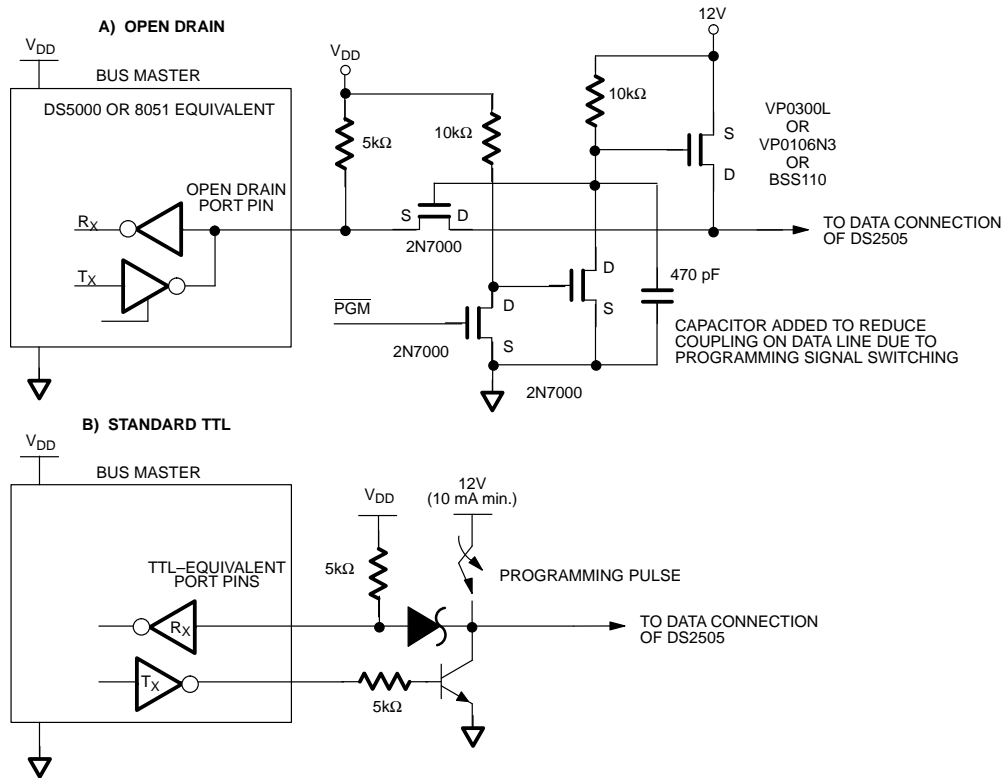 A) OPEN DRAIN
VDD
BUS MASTER
DS5000 OR 8051 EQUIVALENT
OPEN DRAIN
PORT PIN
RX
TX
VDD
5kΩ
10kΩ
12V
10kΩ
S
D
VP0300L
OR
VP0106N3
OR
BSS110
S
D
2N7000
TO DATA CONNECTION
OF DS2505
PGM
D
S
2N7000
D
S
2N7000
470 pF
CAPACITOR ADDED TO REDUCE
COUPLING ON DATA LINE DUE TO
PROGRAMMING SIGNAL SWITCHING
B) STANDARD TTL
VDD
BUS MASTER
TTL–EQUIVALENT
PORT PINS
RX
TX
VDD
5kΩ
12V
(10 mA min.)
PROGRAMMING PULSE
TO DATA CONNECTION
OF DS2505
5kΩ